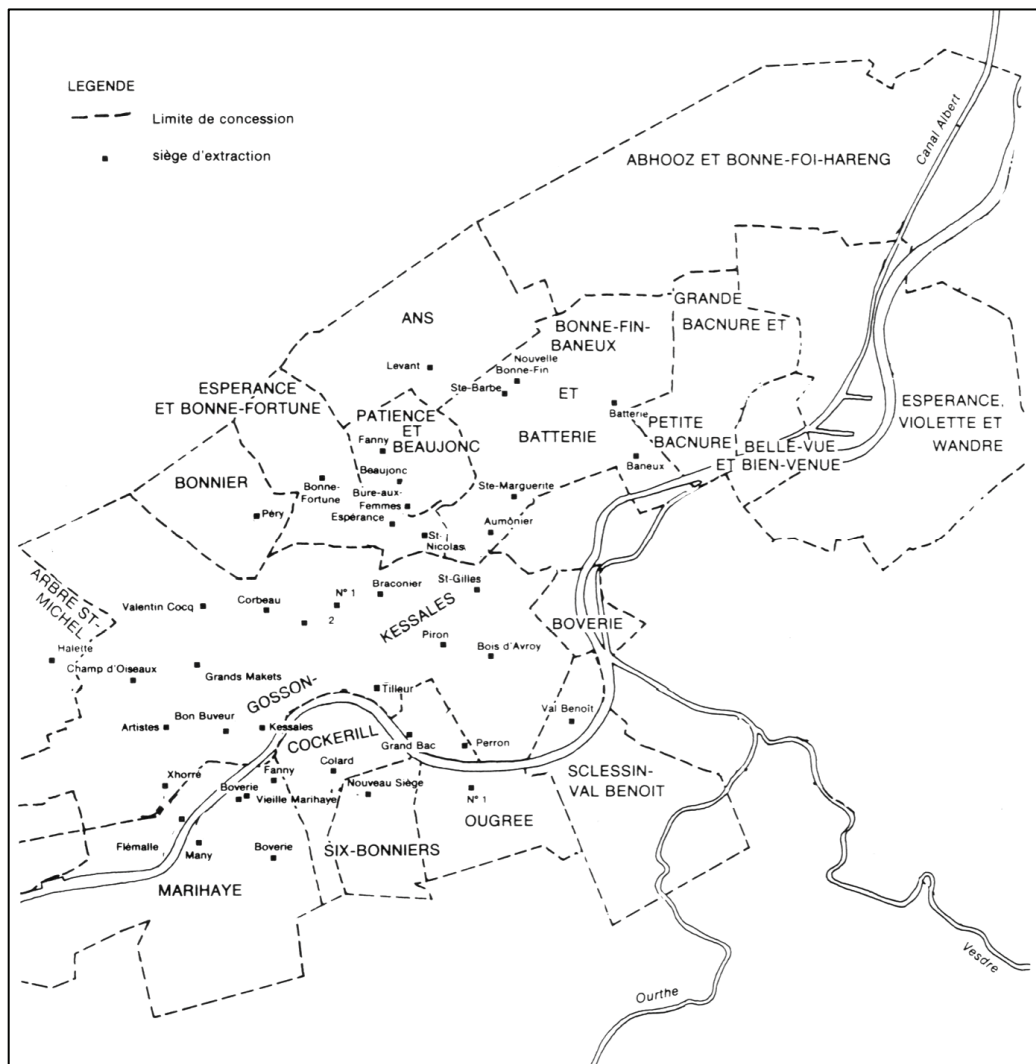 LEGENDE
Limite de concession
siège d'extraction
Canal Albert
ABHOOZ ET BONNE-FOI-HARENG
GRANDE
BACNURE ET
ANS
BONNE-FIN-
BANEUX
Nouvelle
Bonne-Fin
Levant
Ste-Barbe
ET
ESPERANCE
ET BONNE-FORTUNE
PATIENCE
ET
BEAUJONC
Batterie
BATTERIE
PETITE
BACNURE
ESPERANCE,
VIOLETTE ET
WANDRE
Fanny
BELLE-VUE
ET BIEN-VENUE
Baneux
BONNIER
Beaujonc
Bonne-
Fortune
Bure-aux-
Femmes
Ste-Marguerite
Péry
Espérance
St-
Nicolas
Aumônier
ARBRE ST-
MICHEL
Valentin Cocq
Corbeau
N° 1
2
Braconier
St-Gilles
KESSALES
BOVERIE
Piron
Bois d'Avroy
Halette
Champ d'Oiseaux
Grands Makets
GOSSON-
Tilleur
Artistes
Bon Buveur
Kessales
Val Benoît
COCKERILL
Grand Bac
Perron
Colard
Xhorré
Fanny
SCLESSIN-
VAL BENOIT
Boverie
Vieille Marihaye
Nouveau Siège
N° 1
OUGREE
Flémalle
Many
Boverie
SIX-BONNIERS
MARIHAYE
Vesdre
Ourthe